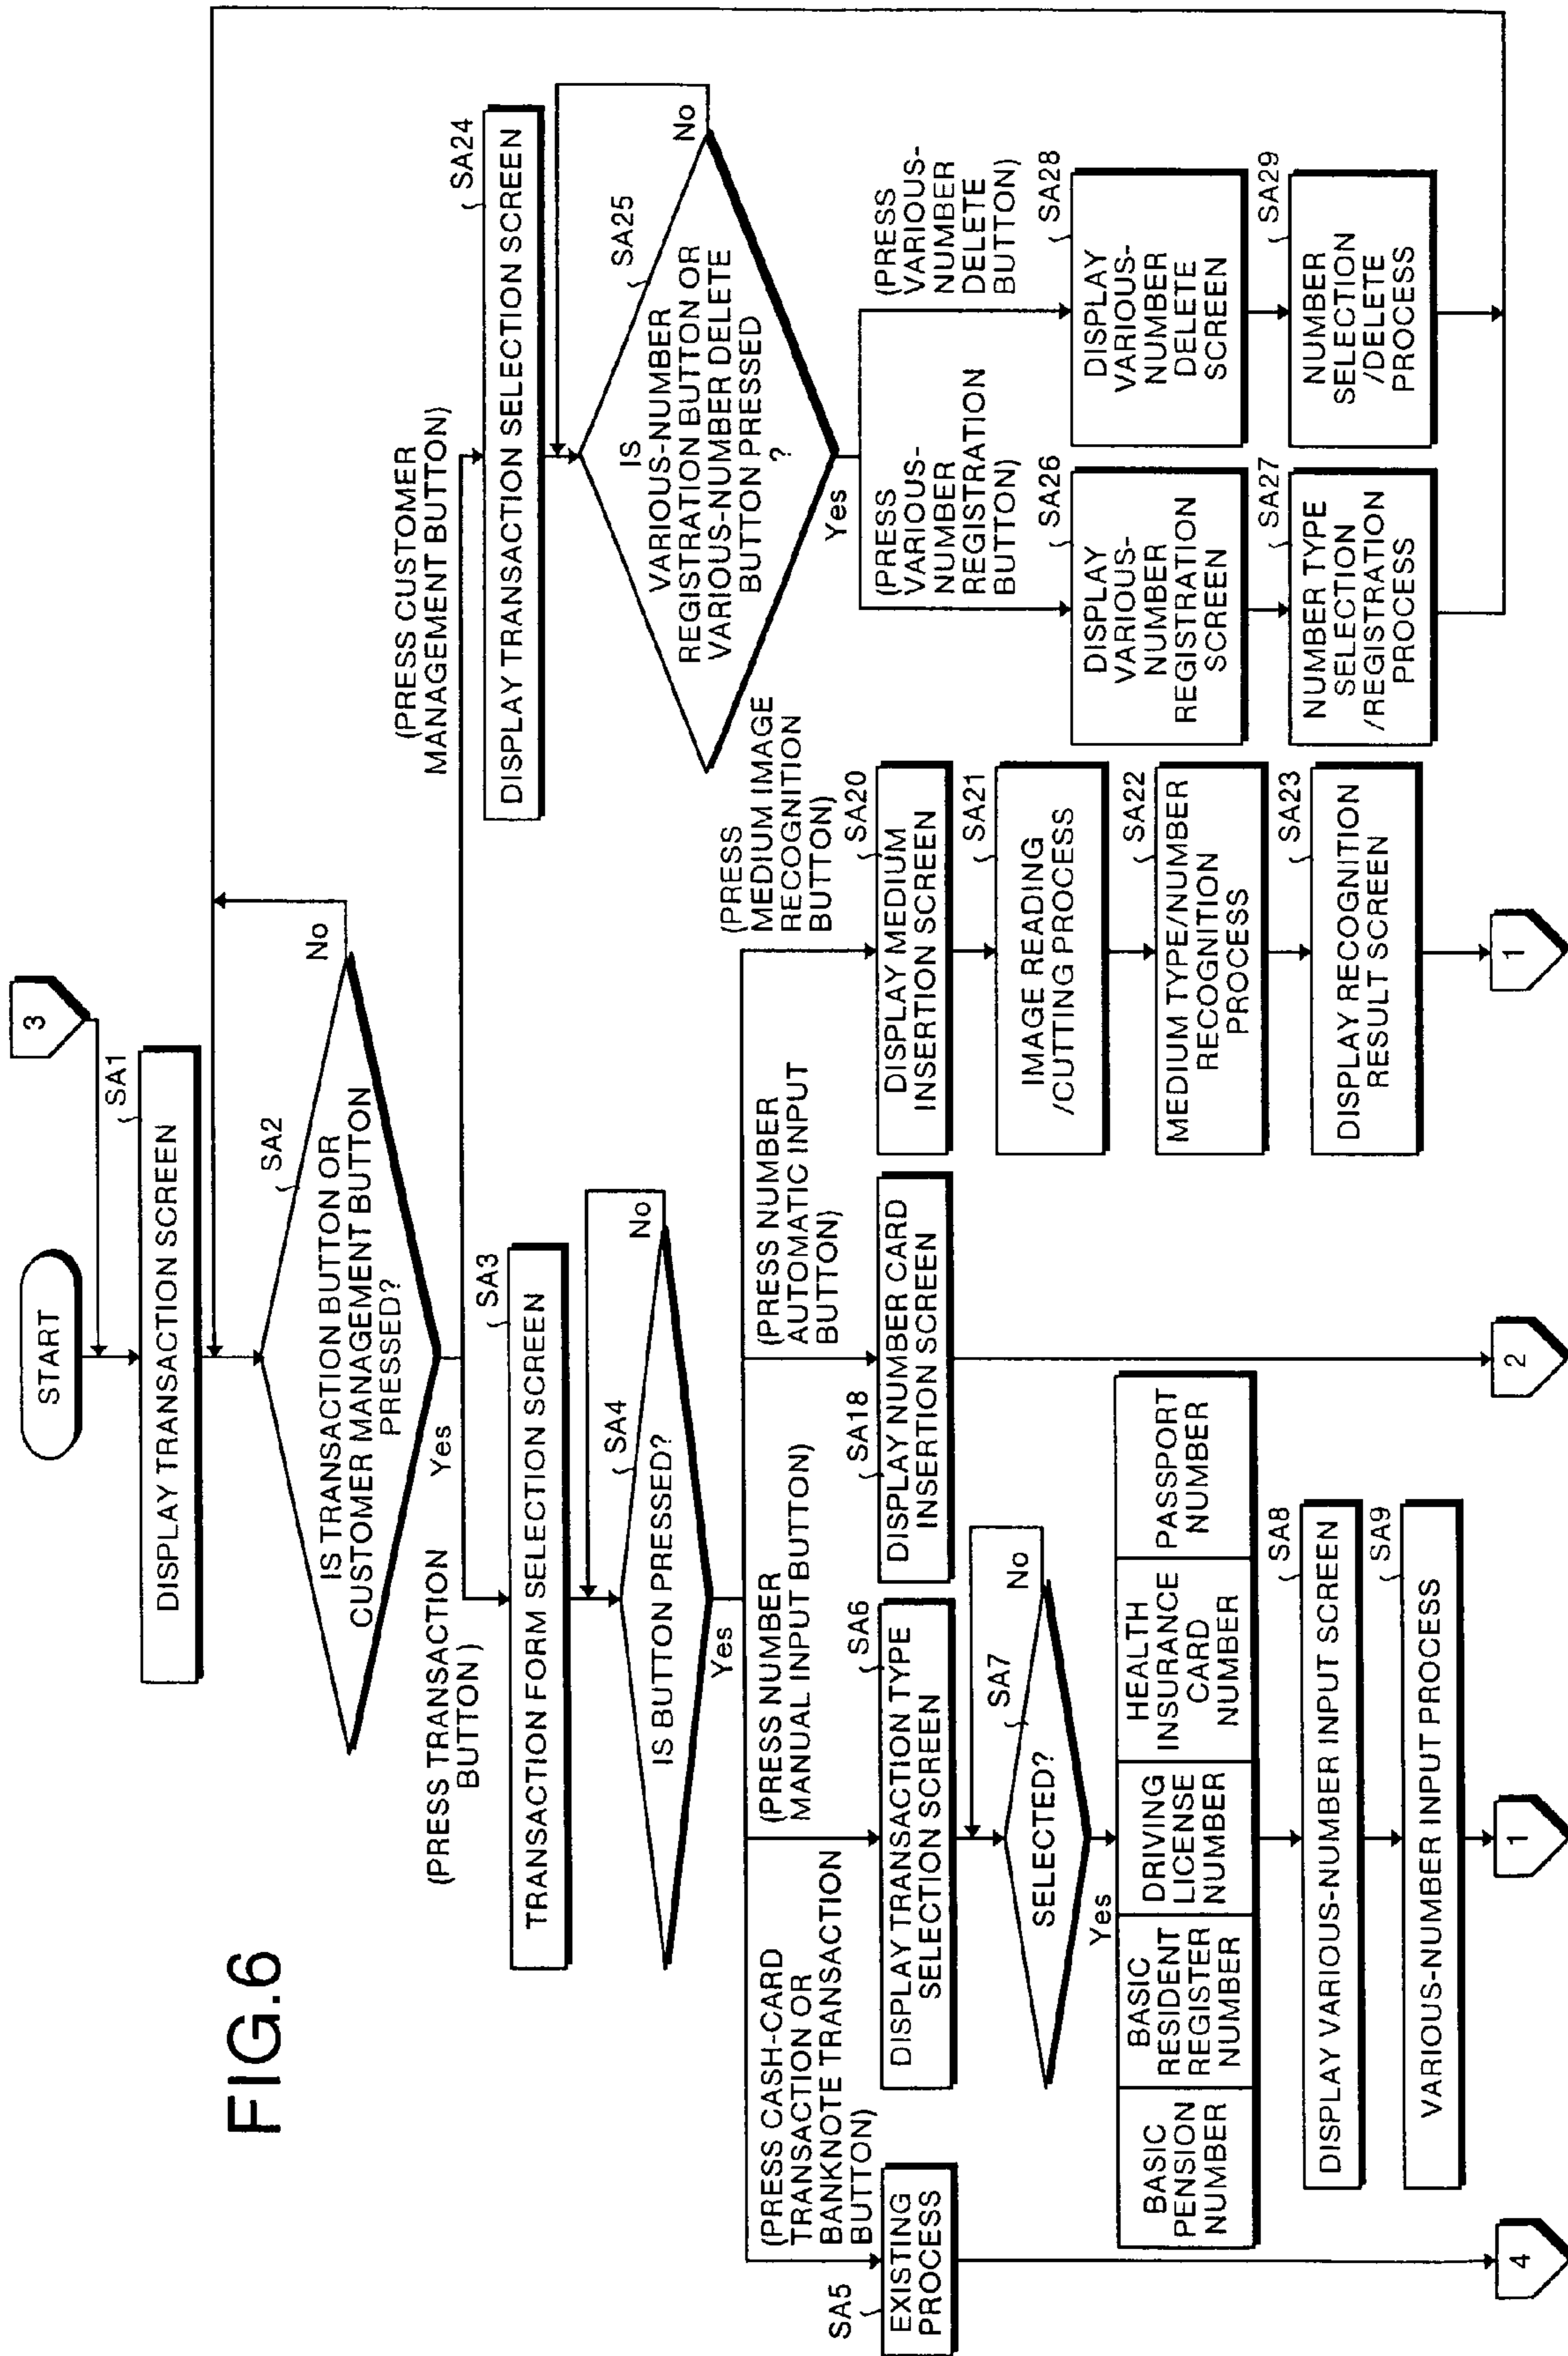 FIG.6
START
3
DISPLAY TRANSACTION SCREEN
SA1
SA2
IS TRANSACTION BUTTON OR
CUSTOMER MANAGEMENT BUTTON
PRESSED?
No
Yes
(PRESS TRANSACTION
BUTTON )
(PRESS CUSTOMER
MANAGEMENT BUTTON)
SA3
TRANSACTION FORM SELECTION SCREEN
SA4
IS BUTTON PRESSED?
No
Yes
(PRESS CASH-CARD
TRANSACTION OR
BANKNOTE TRANSACTION
BUTTON)
SA5
EXISTING
PROCESS
4
(PRESS NUMBER
MANUAL INPUT BUTTON)
SA6
DISPLAY TRANSACTION TYPE
SELECTION SCREEN
SA7
SELECTED?
No
Yes
BASIC
PENSION
NUMBER
BASIC
RESIDENT
REGISTER
NUMBER
DRIVING
LICENSE
NUMBER
HEALTH
INSURANCE
CARD
NUMBER
PASSPORT
NUMBER
SA8
DISPLAY VARIOUS-NUMBER INPUT SCREEN
SA9
VARIOUS-NUMBER INPUT PROCESS
1
(PRESS NUMBER
AUTOMATIC INPUT
BUTTON)
SA18
DISPLAY NUMBER CARD
INSERTION SCREEN
2
(PRESS
MEDIUM IMAGE
RECOGNITION
BUTTON)
SA20
DISPLAY MEDIUM
INSERTION SCREEN
SA21
IMAGE READING
/CUTTING PROCESS
SA22
MEDIUM TYPE/NUMBER
RECOGNITION
PROCESS
SA23
DISPLAY RECOGNITION
RESULT SCREEN
1
SA24
DISPLAY TRANSACTION SELECTION SCREEN
SA25
IS
VARIOUS-NUMBER
REGISTRATION BUTTON OR
VARIOUS-NUMBER DELETE
BUTTON PRESSED
?
No
Yes
(PRESS
VARIOUS-
NUMBER
REGISTRATION
BUTTON)
SA26
DISPLAY
VARIOUS-
NUMBER
REGISTRATION
SCREEN
SA27
NUMBER TYPE
SELECTION
/REGISTRATION
PROCESS
(PRESS
VARIOUS-
NUMBER
DELETE
BUTTON)
SA28
DISPLAY
VARIOUS-
NUMBER
DELETE
SCREEN
SA29
NUMBER
SELECTION
/DELETE
PROCESS